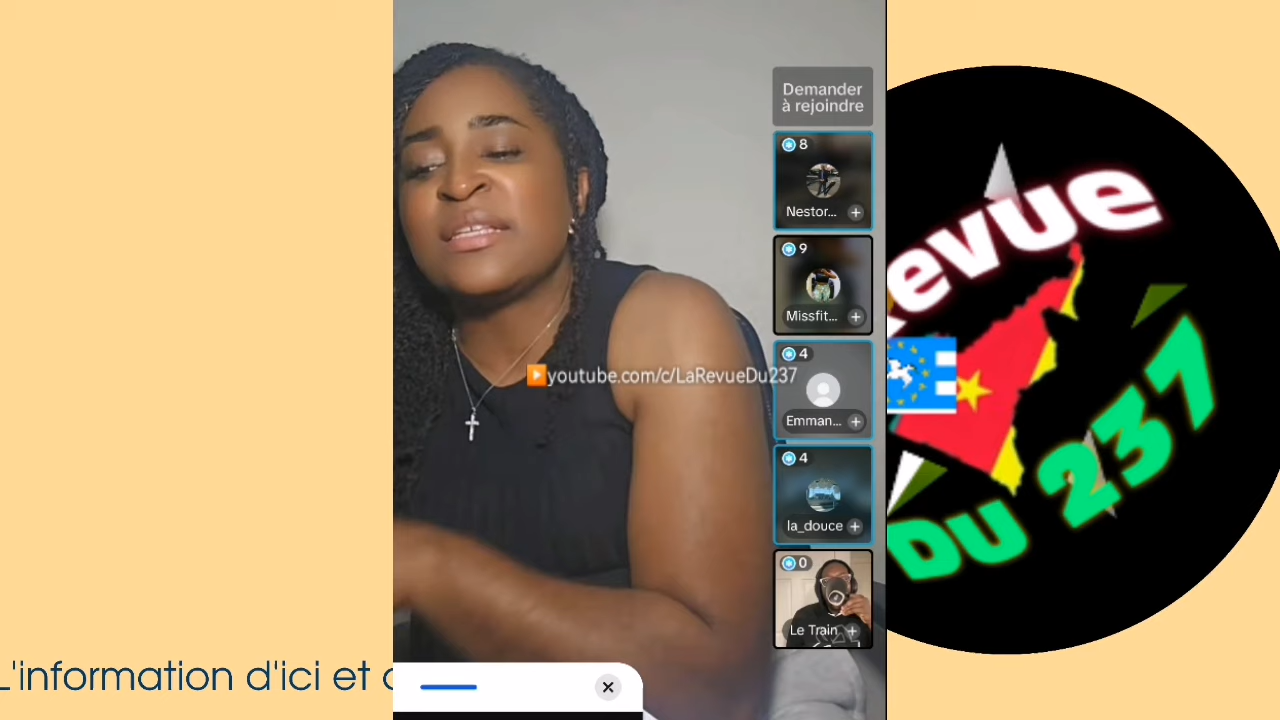 Demander
à rejoindre
8
Nestor...
9
Missfit...
youtube.com/c/LaRevueDu237
4
Emman...
4
la_douce
0
Le Train
evue
Du 237
L'information d'ici et